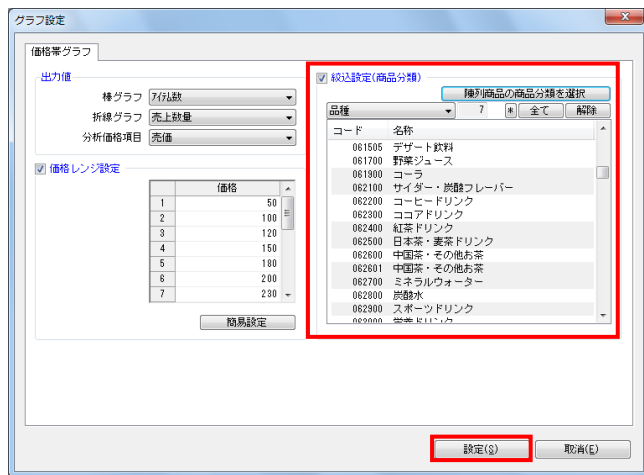 グラフ設定
価格帯グラフ
出力値
棒グラフ アイテム数
折線グラフ 売上数量
分析価格項目 売価
価格レンジ設定
価格
1 50
2 100
3 120
4 150
5 180
6 200
7 230
簡易設定
絞込設定(商品分類)
陳列商品の商品分類を選択
品種 7 * 全て 解除
コード 名称
061505 デザート飲料
061700 野菜ジュース
061900 コーラ
062100 サイダー・炭酸フレーバー
062200 コーヒードリンク
062300 ココアドリンク
062400 紅茶ドリンク
062500 日本茶・麦茶ドリンク
062600 中国茶・その他お茶
062601 中国茶・その他お茶
062700 ミネラルウォーター
062800 炭酸水
062900 スポーツドリンク
設定(S)
取消(E)